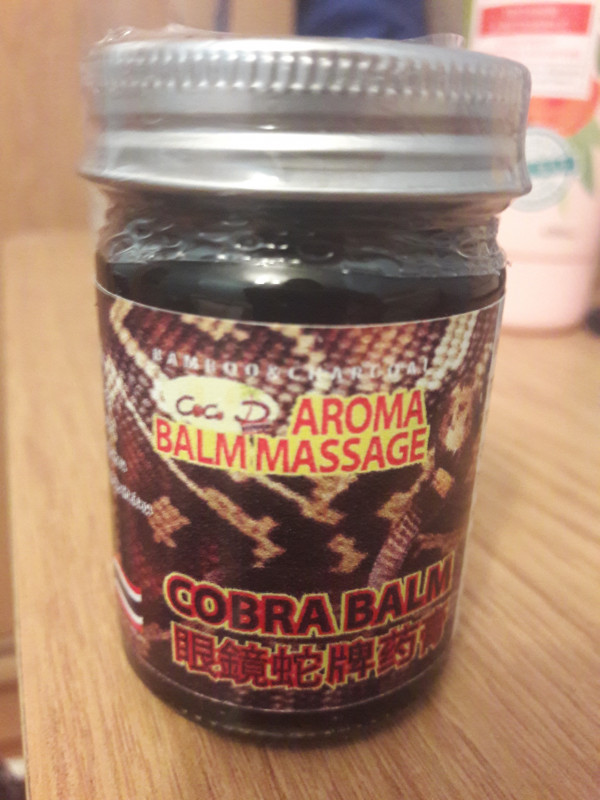 BAMBOO & CHARCOAL
CoCo D AROMA
BALM MASSAGE
COBRA BALM
眼鏡蛇牌药膏